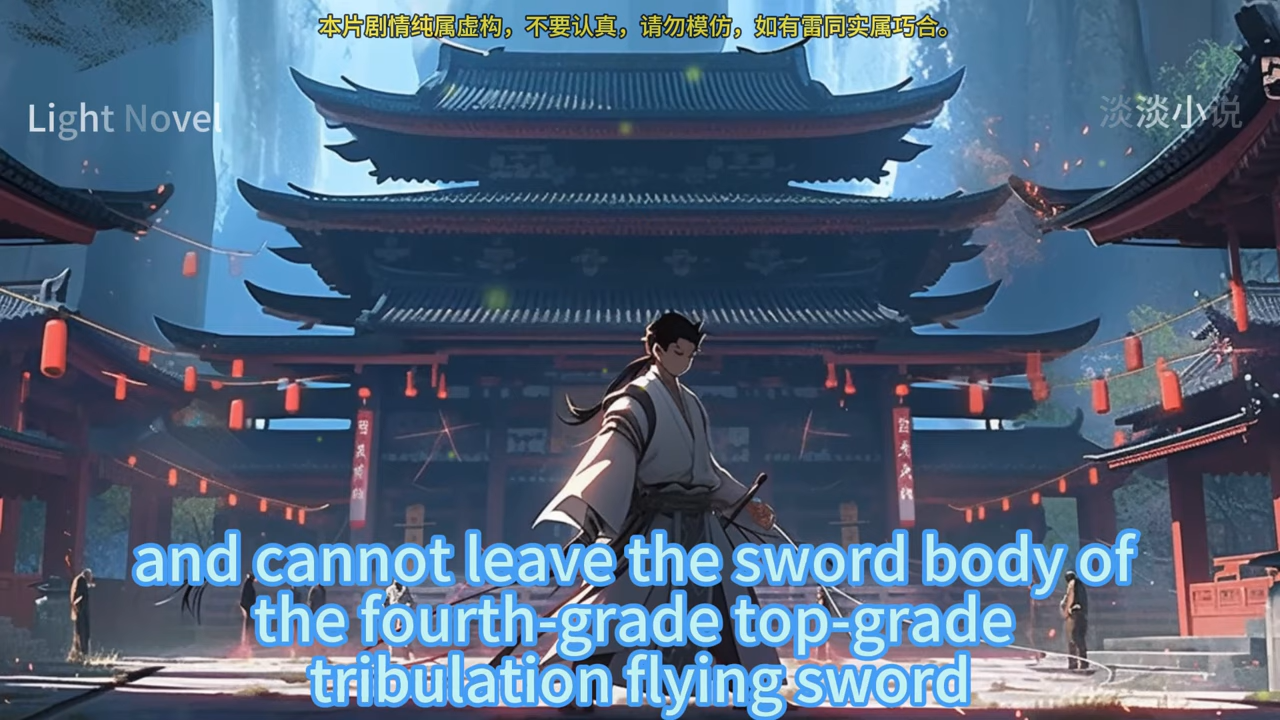 本片剧情纯属虚构，不要认真，请勿模仿，如有雷同实属巧合。
Light Novel
淡淡小说
and cannot leave the sword body of
the fourth-grade top-grade
tribulation flying sword